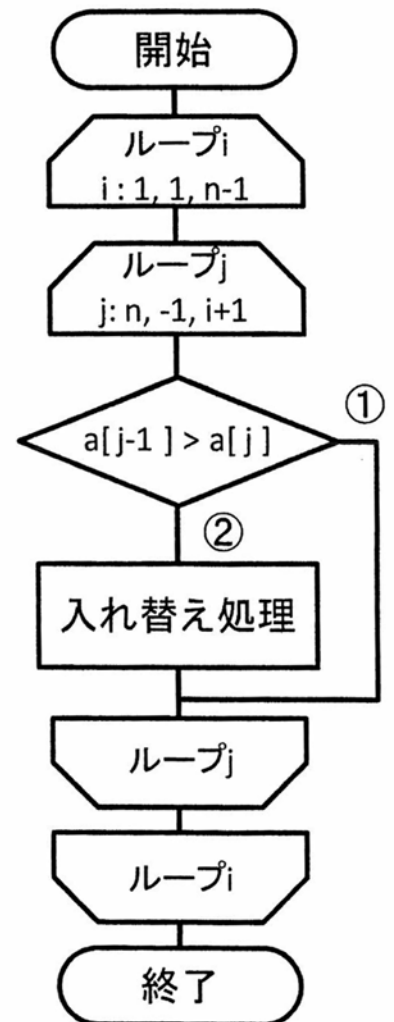 開始
ループi
i : 1, 1, n-1
ループj
j: n, -1, i+1
a[ j-1 ] > a[ j ]
①
②
入れ替え処理
ループj
ループi
終了